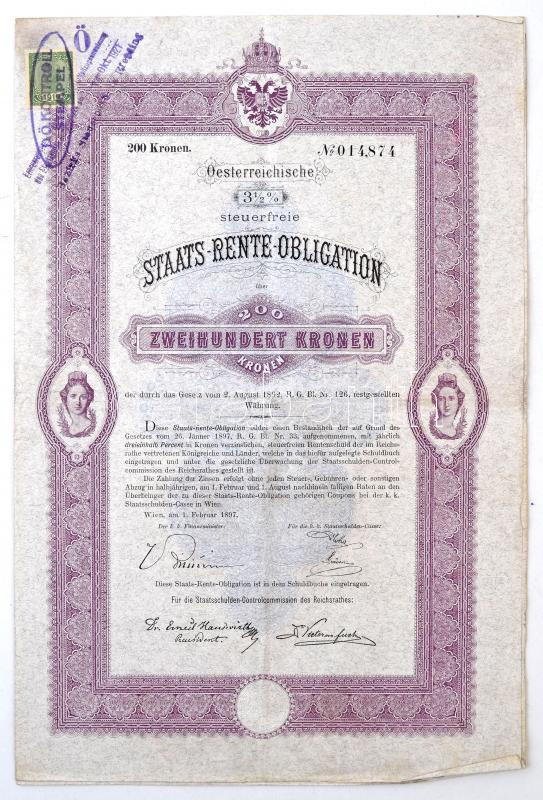 200 Kronen.
№ 014,874
Oesterreichische
3½%
steuerfreie
STAATS-RENTE-OBLIGATION
über
200
ZWEIHUNDERT KRONEN
KRONEN
der durch das Gesetz vom 2. August 1892, R. G. Bl. Nr. 126, festgestellten
Währung.
Diese Staats-rente-Obligation bildet einen Bestandtheil der auf Grund des
Gesetzes vom 26. Jänner 1897, R. G. Bl. Nr. 33, aufgenommenen, mit jährlich
dreieinhalb Percent in Kronen verzinslichen, steuerfreien Rentenschuld der im Reichs-
rathe vertretenen Königreiche und Länder, welche in das hiefür aufgelegte Schuldbuch
eingetragen und unter die gesetzliche Überwachung der Staatsschulden-Control-
commission des Reichsrathes gestellt ist.
Die Zahlung der Zinsen erfolgt ohne jeden Steuer-, Gebühren- oder sonstigen
Abzug in halbjährigen, am 1. Februar und 1. August nachhinein fälligen Raten an den
Überbringer der zu dieser Staats-Rente-Obligation gehörigen Coupons bei der k. k.
Staatsschulden-Casse in Wien.
Wien, am 1. Februar 1897.
Der k. k. Finanzminister:
Für die k. k. Staatsschulden-Casse:
Diese Staats-Rente-Obligation ist in dem Schuldbuche eingetragen.
Für die Staatsschulden-Controlcommission des Reichsrathes:
Dr. Ernest Handwirth
Präsident.